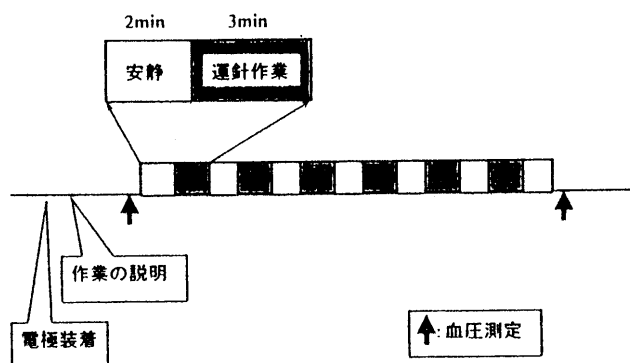 2min 3min
安静 運針作業
作業の説明
電極装着
:血圧測定